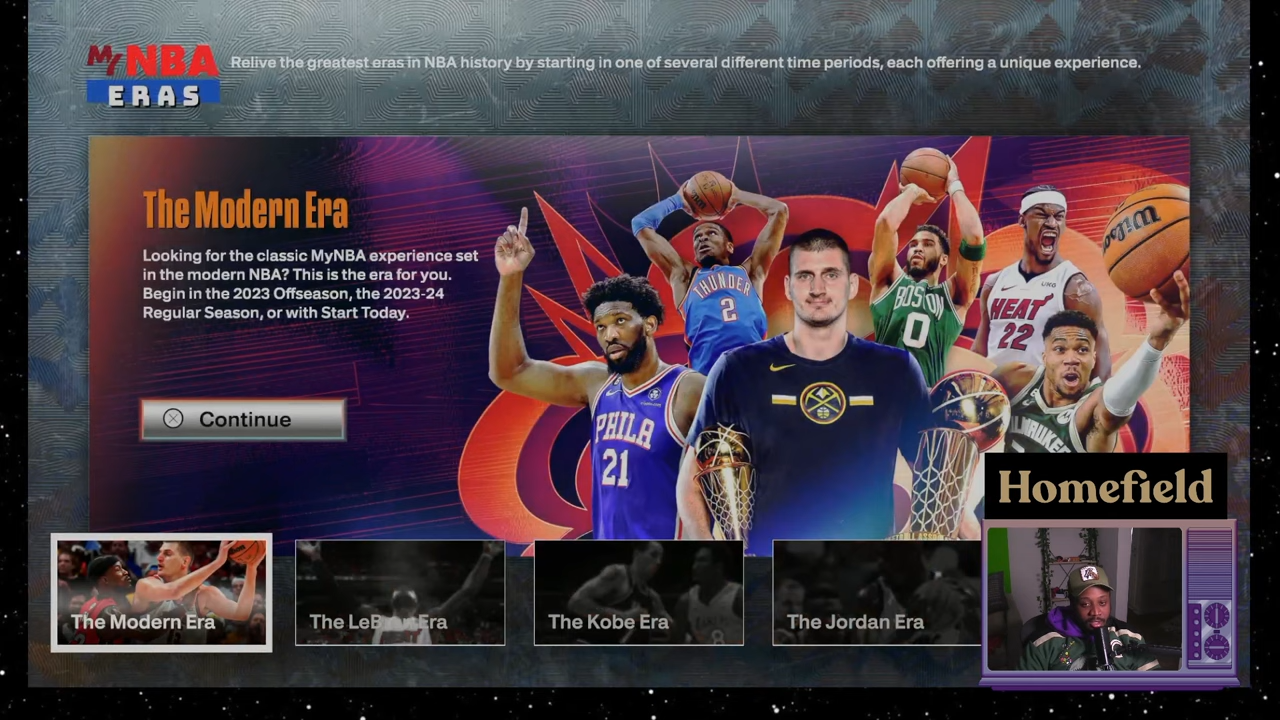 My NBA
ERAS
Relive the greatest eras in NBA history by starting in one of several different time periods, each offering a unique experience.
The Modern Era
Looking for the classic MyNBA experience set
in the modern NBA? This is the era for you.
Begin in the 2023 Offseason, the 2023-24
Regular Season, or with Start Today.
Continue
THUNDER
2
BOSTON
0
HEAT
22
PHILA
21
Wilson
Homefield
The Modern Era
The LeBron Era
The Kobe Era
8
The Jordan Era